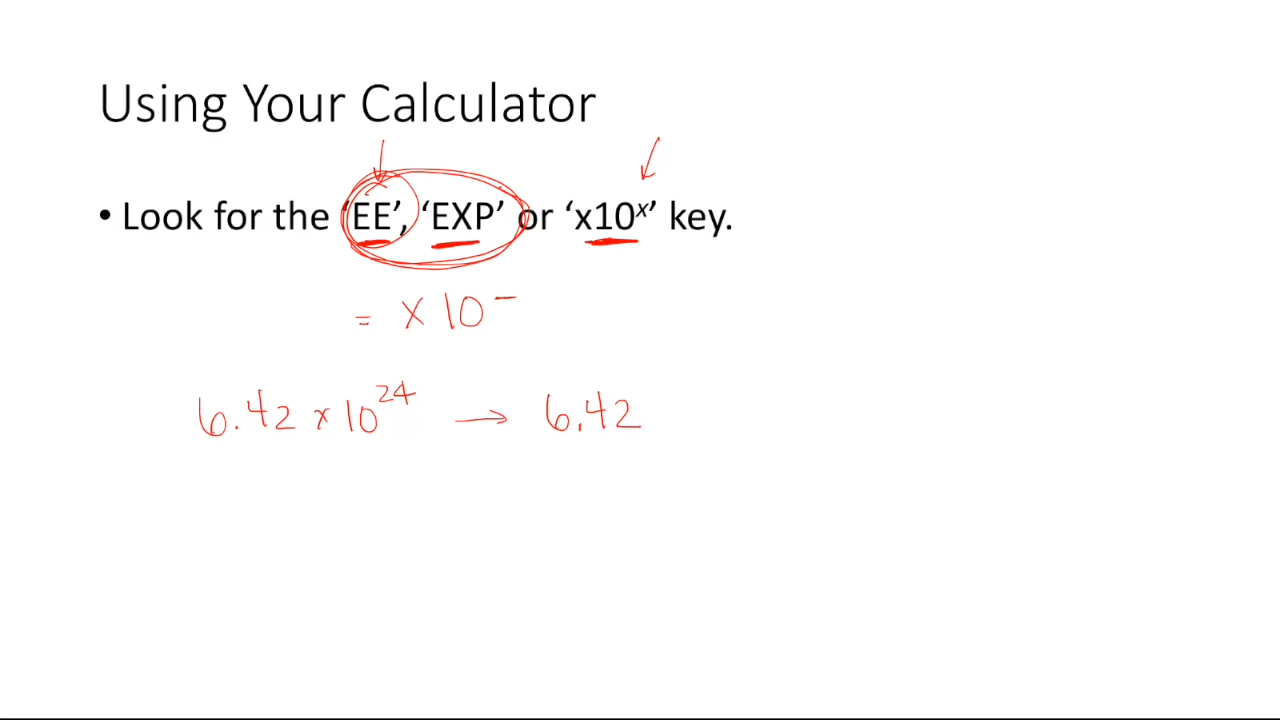 Using Your Calculator
• Look for the ‘EE’, ‘EXP’ or ‘x10ˣ’ key.
= × 10⁻
6.42 × 10²⁴ → 6.42